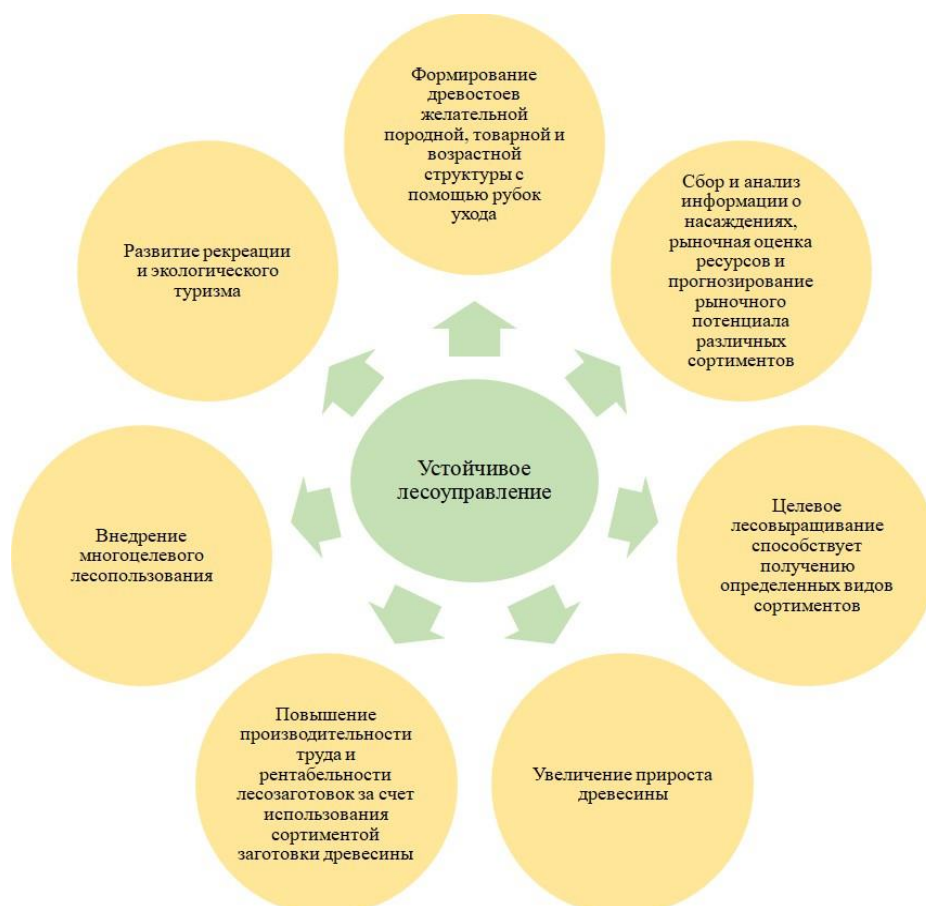 Формирование
древостоев
желательной
породной, товарной и
возрастной
структуры с
помощью рубок
ухода
Сбор и анализ
информации о
насаждениях,
рыночная оценка
ресурсов и
прогнозирование
рыночного
потенциала
различных
сортиментов
Целевое
лесовыращивание
способствует
получению
определенных видов
сортиментов
Увеличение прироста
древесины
Повышение
производительности
труда и
рентабельности
лесозаготовок за счет
использования
сортиментой
заготовки древесины
Внедрение
многоцелевого
лесопользования
Развитие рекреации
и экологического
туризма
Устойчивое
лесоуправление